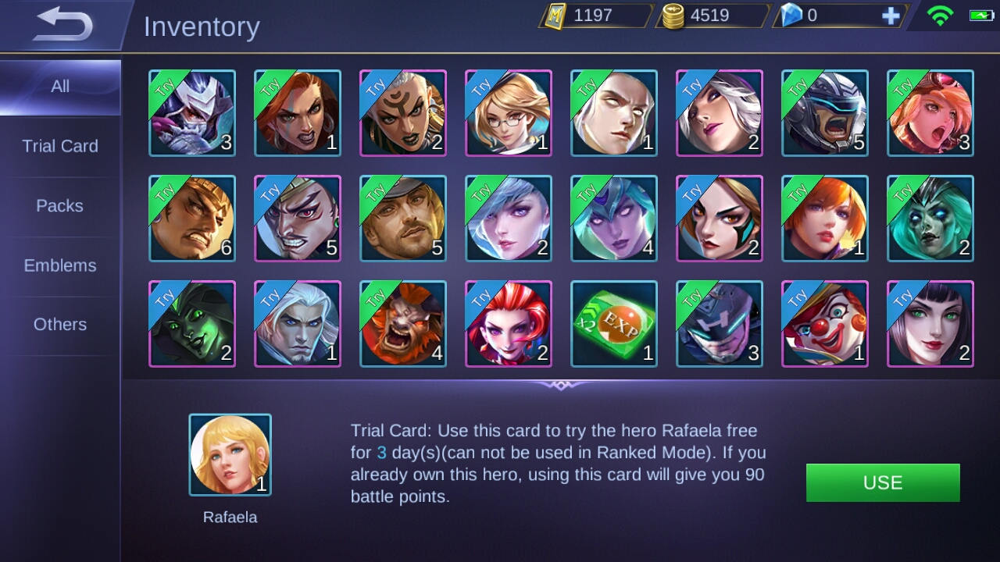 Inventory
1197
4519
0
All
Trial Card
Packs
Emblems
Others
Try 3
Try 1
Try 2
Try 1
Try 1
Try 2
Try 5
Try 3
Try 6
Try 5
Try 5
Try 2
Try 4
Try 2
Try 1
Try 2
Try 2
Try 1
Try 4
Try 2
x2 EXP 1
Try 3
Try 1
Try 2
1
Rafaela
Trial Card: Use this card to try the hero Rafaela free
for 3 day(s)(can not be used in Ranked Mode). If you
already own this hero, using this card will give you 90
battle points.
USE